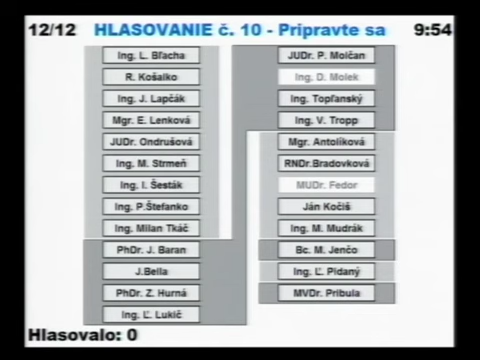 12/12 HLASOVANIE č. 10 - Pripravte sa 9:54
Ing. L. Bľacha
R. Košalko
Ing. J. Lapčák
Mgr. E. Lenková
JUDr. Ondrušová
Ing. M. Strmeň
Ing. I. Šesták
Ing. P.Štefanko
Ing. Milan Tkáč
PhDr. J. Baran
J.Bella
PhDr. Z. Hurná
Ing. Ľ. Lukič
JUDr. P. Molčan
Ing. D. Molek
Ing. Topľanský
Ing. V. Tropp
Mgr. Antolíková
RNDr.Bradovková
MUDr. Fedor
Ján Kočiš
Ing. M. Mudrák
Bc. M. Jenčo
Ing. Ľ. Pidaný
MVDr. Pribula
Hlasovalo: 0